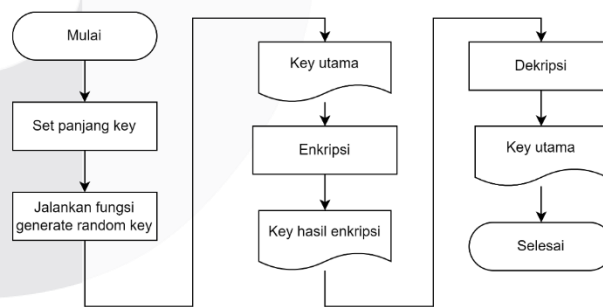 Mulai
Set panjang key
Jalankan fungsi
generate random key
Key utama
Enkripsi
Key hasil enkripsi
Dekripsi
Key utama
Selesai